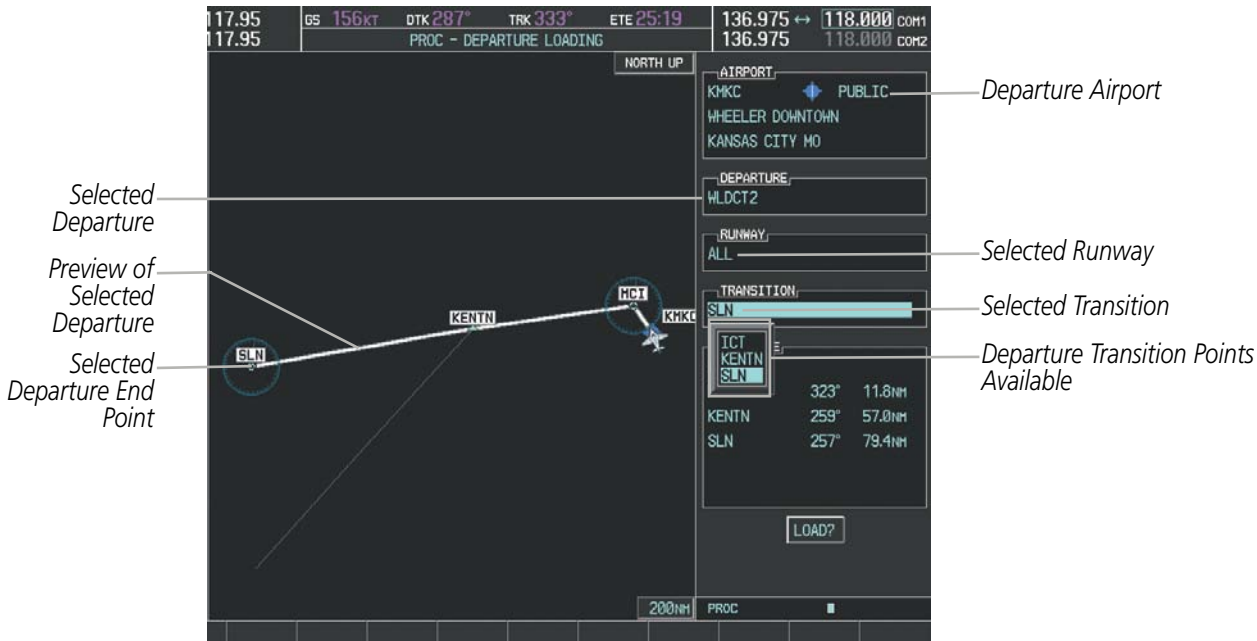 117.95 GS 156KT DTK 287° TRK 333° ETE 25:19 136.975 ↔ 118.000 COM1
117.95 PROC - DEPARTURE LOADING 136.975 118.000 COM2
NORTH UP
AIRPORT
KMKC PUBLIC
WHEELER DOWNTOWN
KANSAS CITY MO
Departure Airport
DEPARTURE
WLDCT2
Selected
Departure
RUNWAY
ALL
Selected Runway
Preview of
Selected
Departure
TRANSITION
SLN
Selected Transition
MCI
KMKC
KENTN
SLN
ICT
KENTN
SLN
Departure Transition Points
Available
Selected
Departure End
Point
323° 11.8NM
KENTN 259° 57.0NM
SLN 257° 79.4NM
LOAD?
200NM PROC